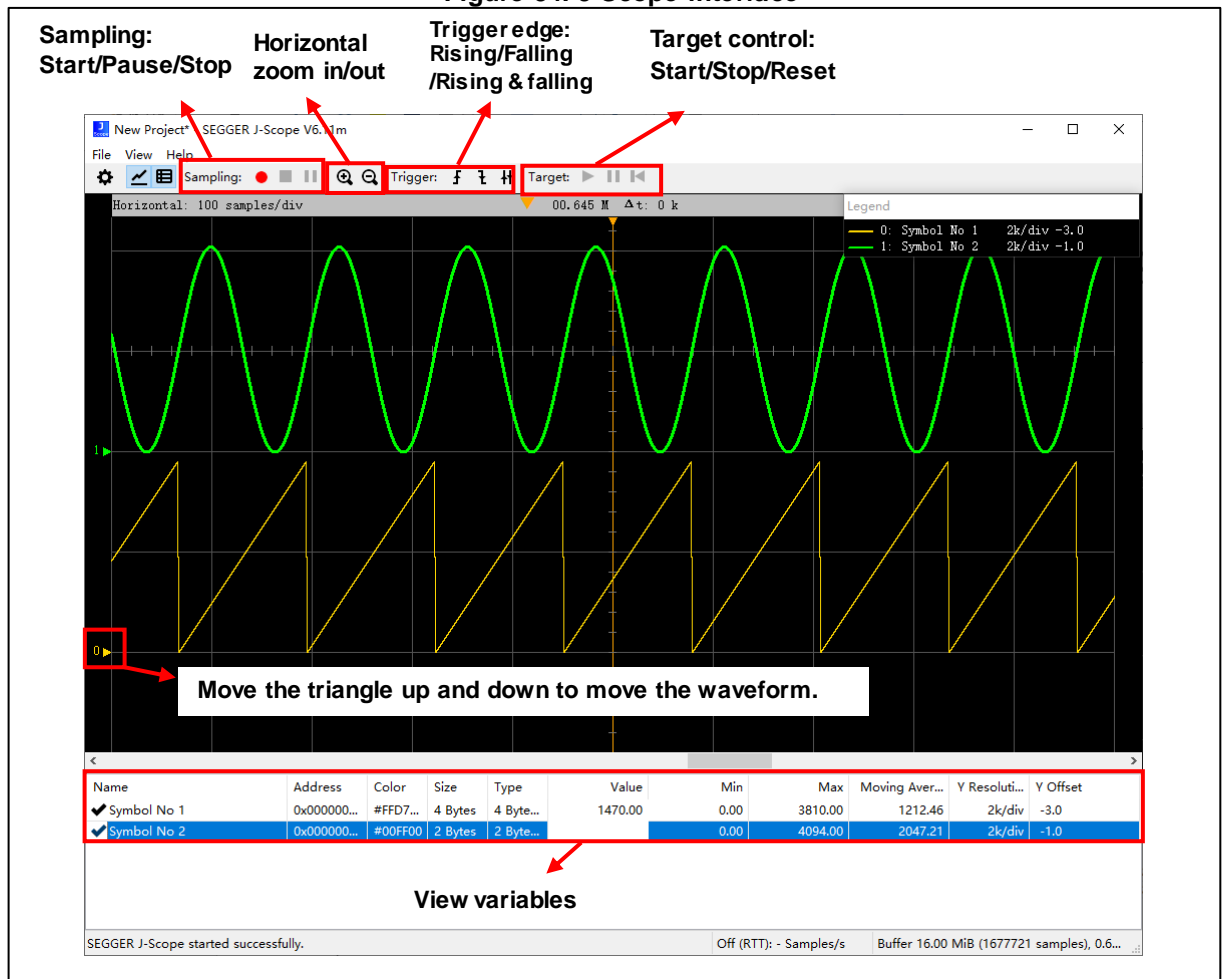 Sampling:
Start/Pause/Stop
Horizontal
zoom in/out
Trigger edge:
Rising/Falling
/Rising & falling
Target control:
Start/Stop/Reset
New Project* SEGGER J-Scope V6.11m
File View Help
Sampling: Trigger: Target:
Horizontal: 100 samples/div 00.645 M Δt: 0 k
Legend
0: Symbol No 1 2k/div -3.0
1: Symbol No 2 2k/div -1.0
1
0
Move the triangle up and down to move the waveform.
Name Address Color Size Type Value Min Max Moving Aver... Y Resoluti... Y Offset
Symbol No 1 0x000000... #FFD7... 4 Bytes 4 Byte... 1470.00 0.00 3810.00 1212.46 2k/div -3.0
Symbol No 2 0x000000... #00FF00 2 Bytes 2 Byte... 0.00 4094.00 2047.21 2k/div -1.0
View variables
SEGGER J-Scope started successfully. Off (RTT): - Samples/s Buffer 16.00 MiB (1677721 samples), 0.6...